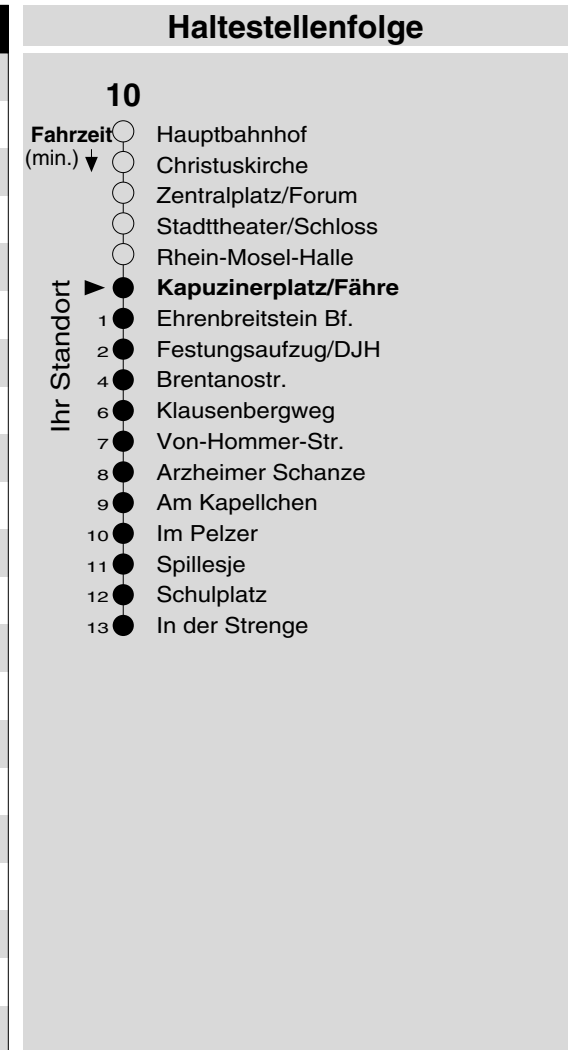 Haltestellenfolge
10
Fahrzeit
(min.)
Hauptbahnhof
Christuskirche
Zentralplatz/Forum
Stadttheater/Schloss
Rhein-Mosel-Halle
Ihr Standort
Kapuzinerplatz/Fähre
1 Ehrenbreitstein Bf.
2 Festungsaufzug/DJH
4 Brentanostr.
6 Klausenbergweg
7 Von-Hommer-Str.
8 Arzheimer Schanze
9 Am Kapellchen
10 Im Pelzer
11 Spillesje
12 Schulplatz
13 In der Strenge